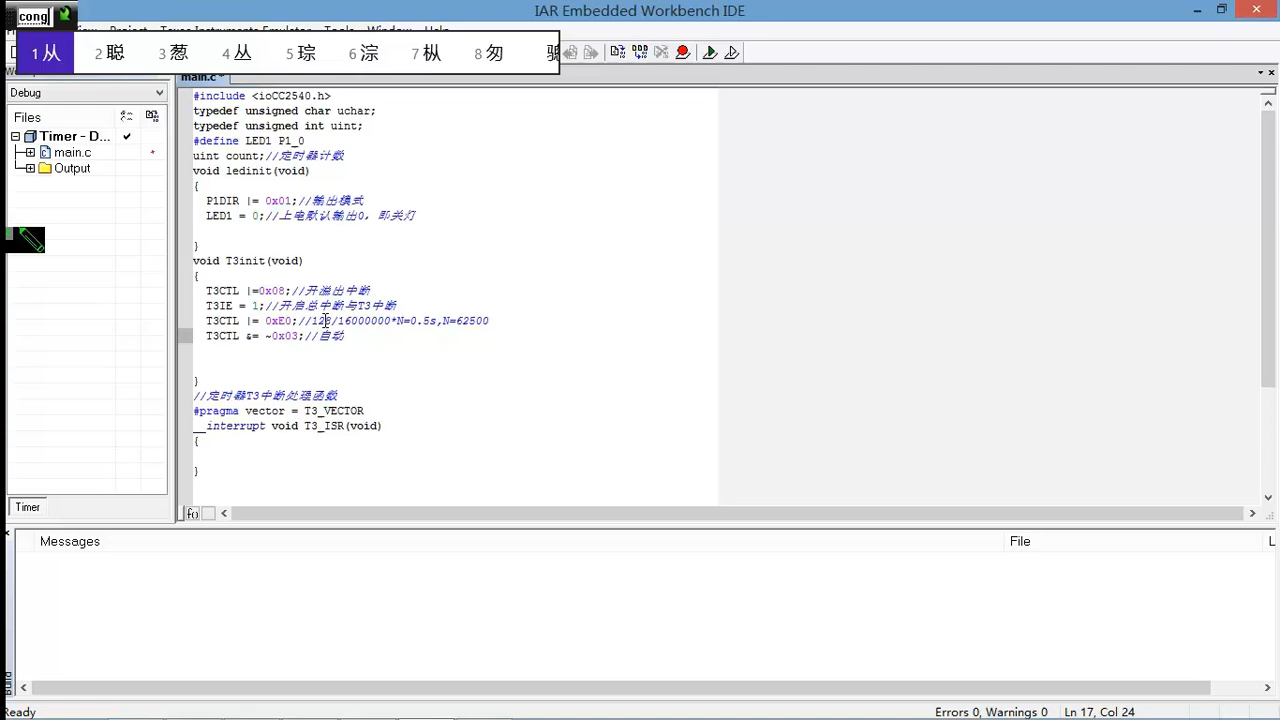 cong
IAR Embedded Workbench IDE
1从 2聪 3葱 4丛 5琮 6淙 7枞 8匆
main.c *
Debug
Files
Timer - D...
main.c
Output
Timer
#include <ioCC2540.h>
typedef unsigned char uchar;
typedef unsigned int uint;
#define LED1 P1_0
uint count;//定时器计数
void ledinit(void)
{
P1DIR |= 0x01;//输出模式
LED1 = 0;//上电默认输出0，即关灯
}
void T3init(void)
{
T3CTL |=0x08;//开溢出中断
T3IE = 1;//开启总中断与T3中断
T3CTL |= 0xE0;//128/16000000*N=0.5s,N=62500
T3CTL &= ~0x03;//自动
}
//定时器T3中断处理函数
#pragma vector = T3_VECTOR
__interrupt void T3_ISR(void)
{
}
Messages File L
Ready Errors 0, Warnings 0 Ln 17, Col 24